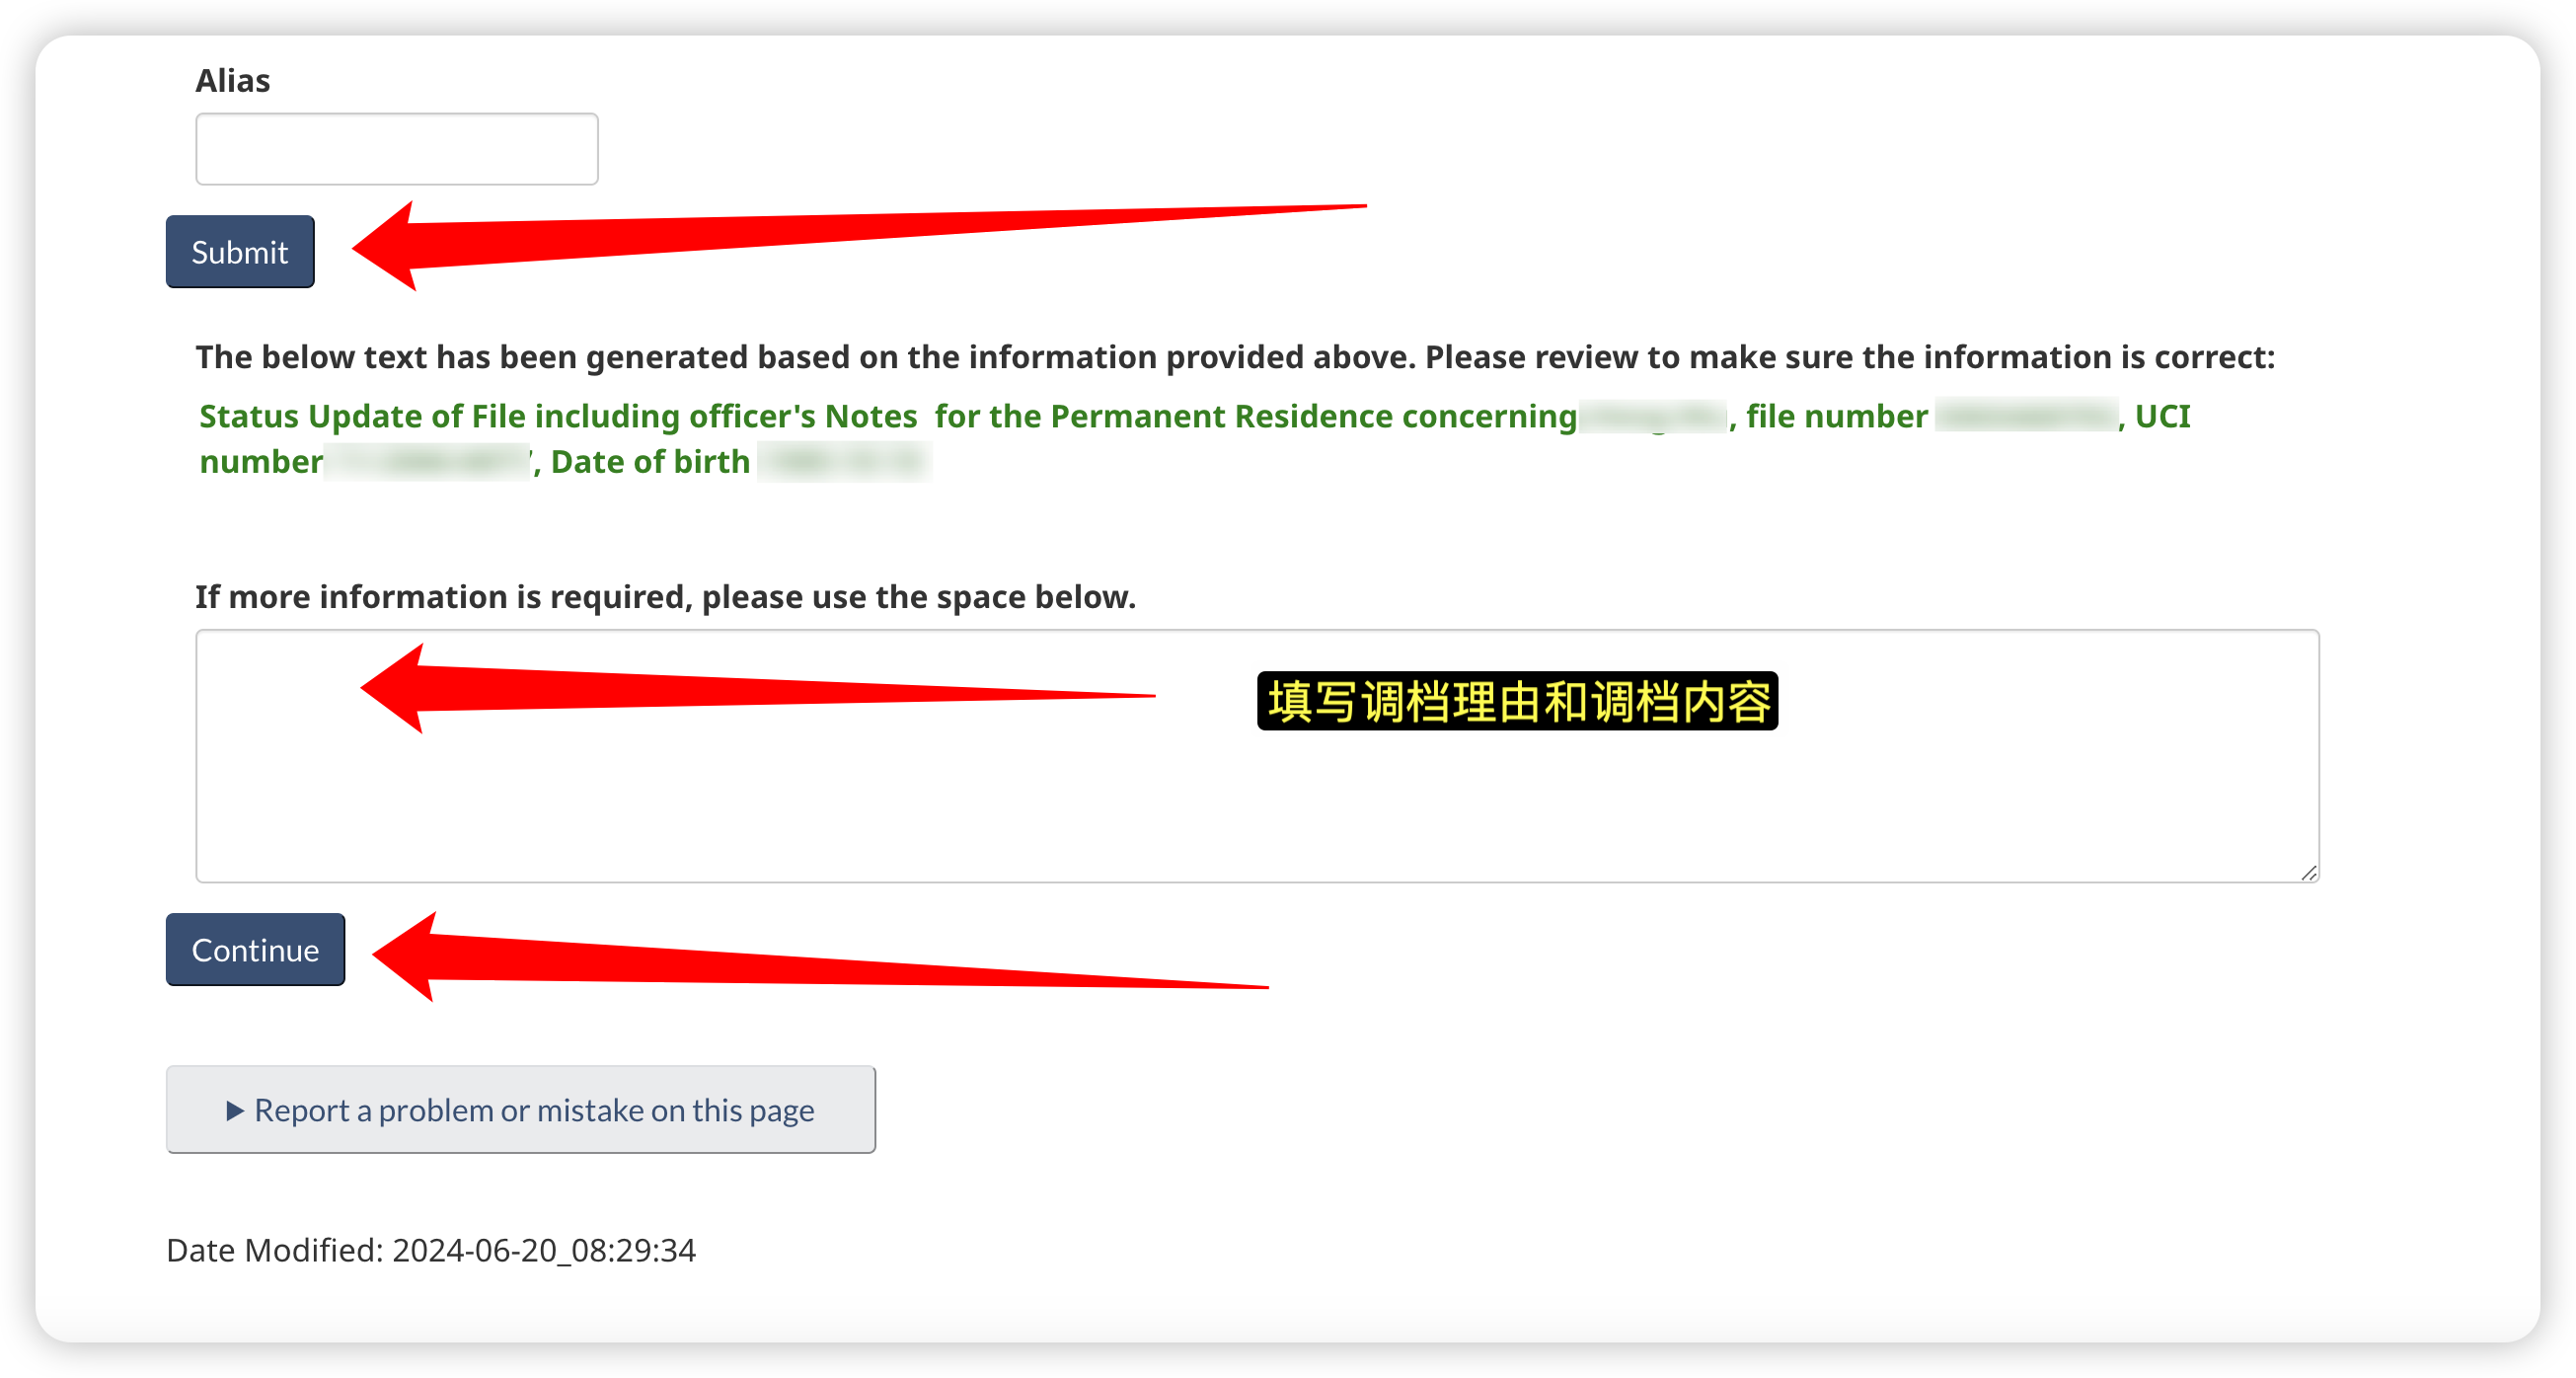 Alias
Submit
The below text has been generated based on the information provided above. Please review to make sure the information is correct:
Status Update of File including officer's Notes  for the Permanent Residence concerning , file number , UCI
number , Date of birth
If more information is required, please use the space below.
填写调档理由和调档内容
Continue
▶ Report a problem or mistake on this page
Date Modified: 2024-06-20_08:29:34